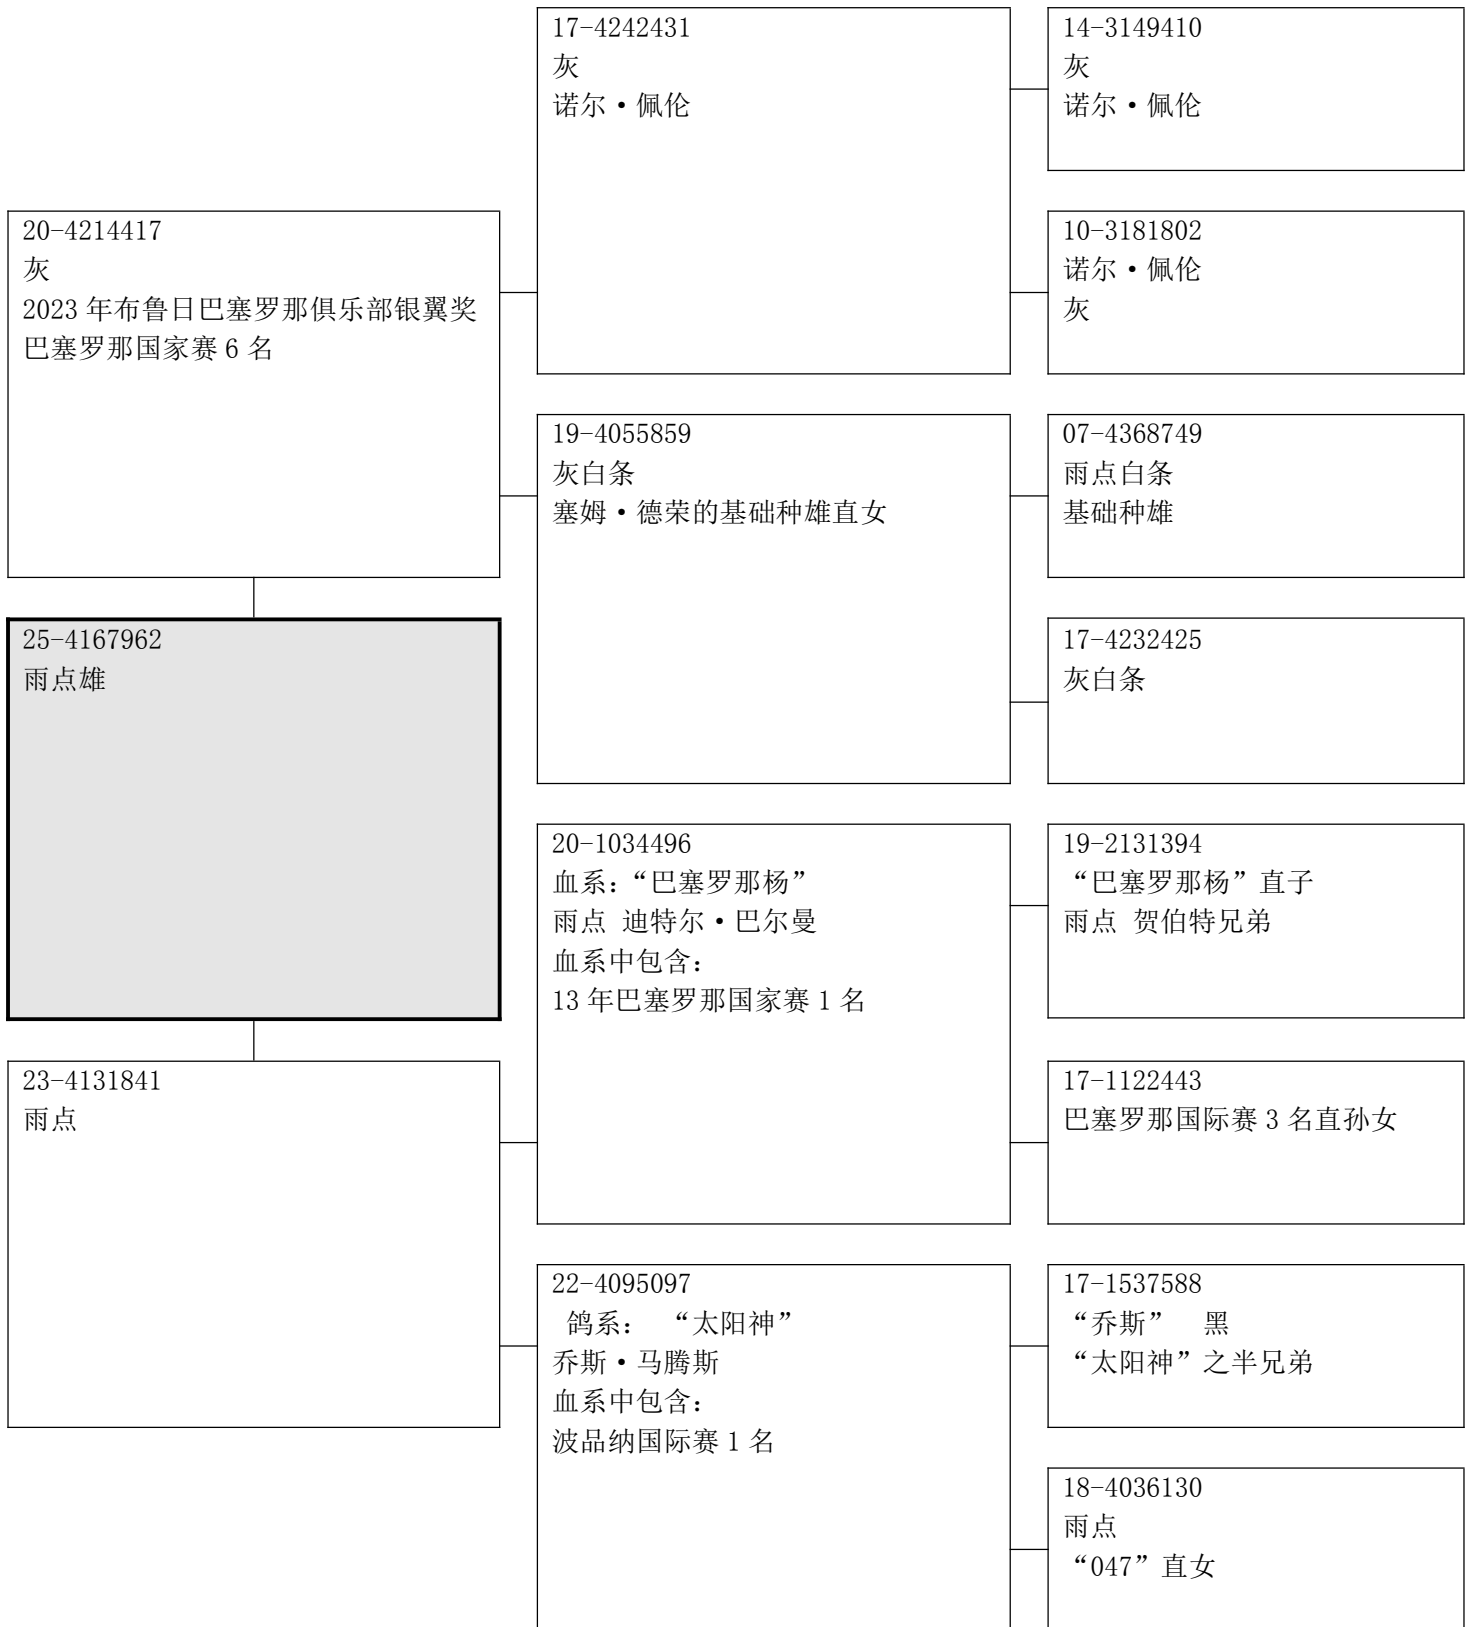 17-4242431
灰
诺尔•佩伦
14-3149410
灰
诺尔•佩伦
20-4214417
灰
2023 年布鲁日巴塞罗那俱乐部银翼奖
巴塞罗那国家赛 6 名
10-3181802
诺尔•佩伦
灰
19-4055859
灰白条
塞姆•德荣的基础种雄直女
07-4368749
雨点白条
基础种雄
25-4167962
雨点雄
17-4232425
灰白条
20-1034496
血系：“巴塞罗那杨”
雨点 迪特尔•巴尔曼
血系中包含：
13 年巴塞罗那国家赛 1 名
19-2131394
“巴塞罗那杨”直子
雨点 贺伯特兄弟
23-4131841
雨点
17-1122443
巴塞罗那国际赛 3 名直孙女
22-4095097
鸽系： “太阳神”
乔斯•马腾斯
血系中包含：
波品纳国际赛 1 名
17-1537588
“乔斯” 黑
“太阳神”之半兄弟
18-4036130
雨点
“047”直女